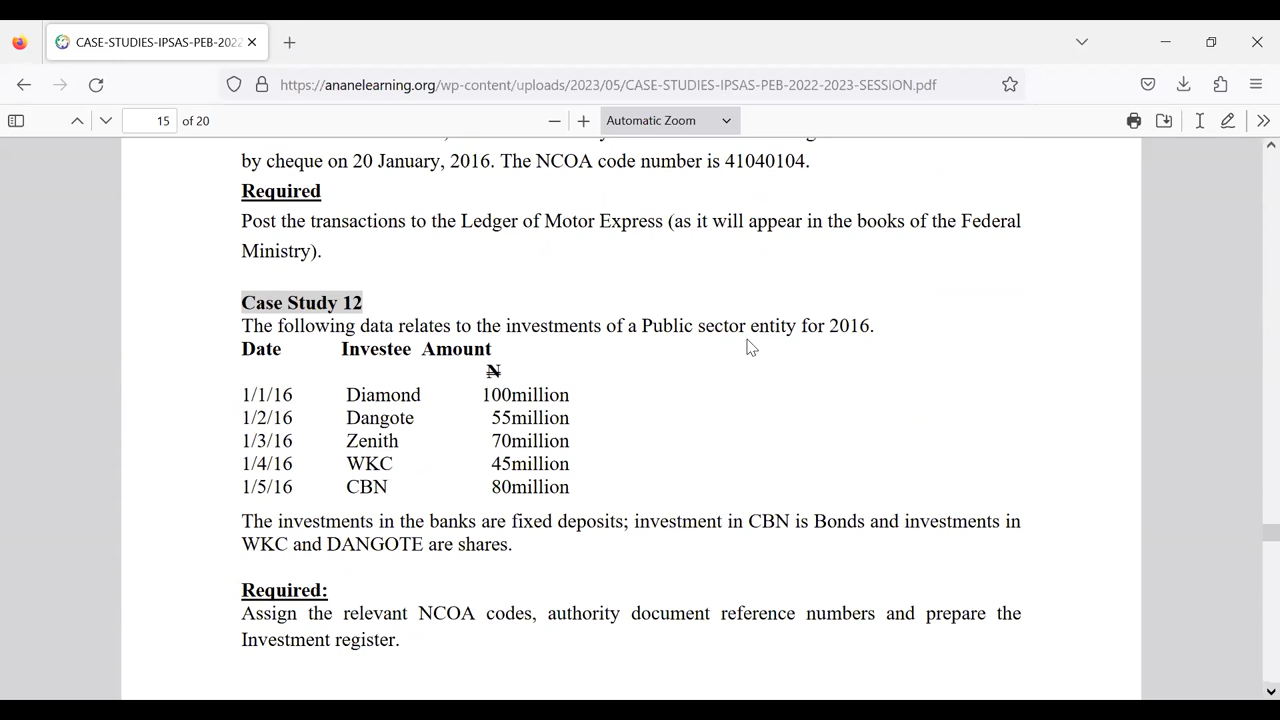 CASE-STUDIES-IPSAS-PEB-2022
https://ananelearning.org/wp-content/uploads/2023/05/CASE-STUDIES-IPSAS-PEB-2022-2023-SESSION.pdf
15 of 20
Automatic Zoom
by cheque on 20 January, 2016. The NCOA code number is 41040104.
Required
Post the transactions to the Ledger of Motor Express (as it will appear in the books of the Federal
Ministry).
Case Study 12
The following data relates to the investments of a Public sector entity for 2016.
Date Investee Amount
N
1/1/16 Diamond 100million
1/2/16 Dangote 55million
1/3/16 Zenith 70million
1/4/16 WKC 45million
1/5/16 CBN 80million
The investments in the banks are fixed deposits; investment in CBN is Bonds and investments in
WKC and DANGOTE are shares.
Required:
Assign the relevant NCOA codes, authority document reference numbers and prepare the
Investment register.